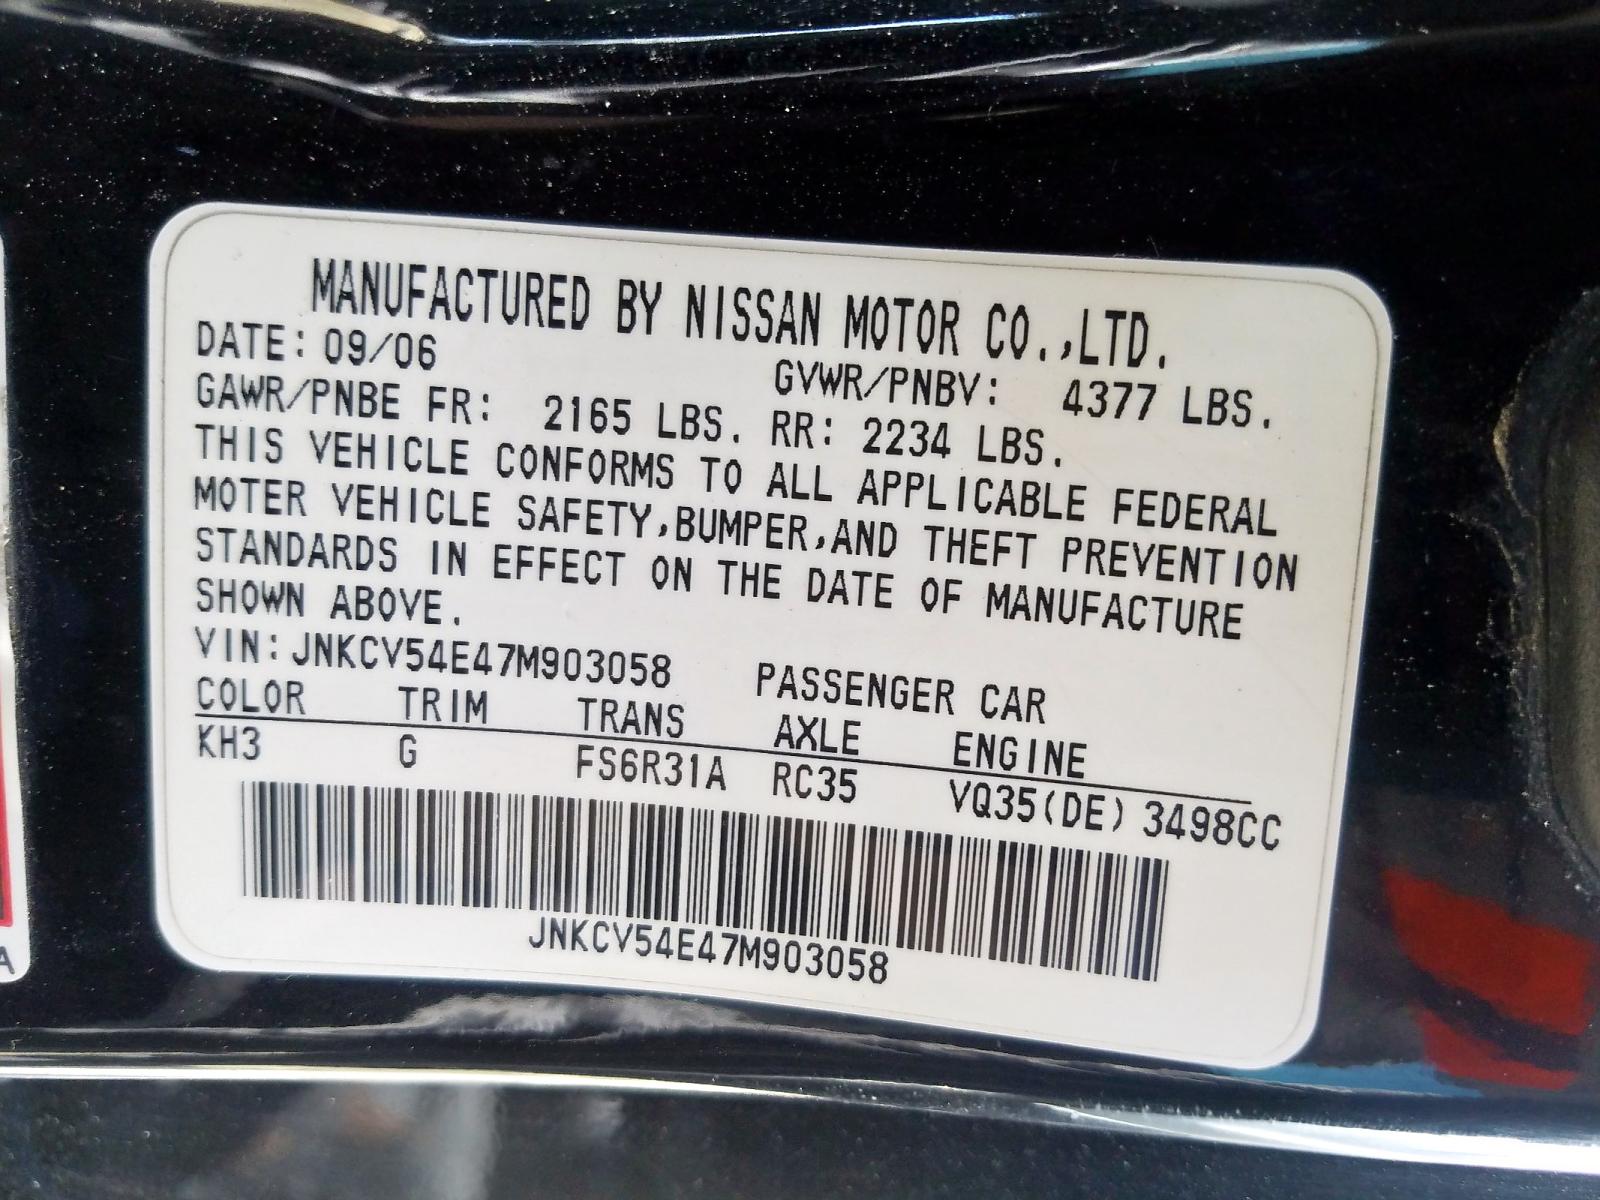 MANUFACTURED BY NISSAN MOTOR CO.,LTD.
DATE: 09/06 GVWR/PNBV: 4377 LBS.
GAWR/PNBE FR: 2165 LBS. RR: 2234 LBS.
THIS VEHICLE CONFORMS TO ALL APPLICABLE FEDERAL
MOTER VEHICLE SAFETY,BUMPER,AND THEFT PREVENTION
STANDARDS IN EFFECT ON THE DATE OF MANUFACTURE
SHOWN ABOVE.
VIN:JNKCV54E47M903058 PASSENGER CAR
COLOR TRIM TRANS AXLE ENGINE
KH3 G FS6R31A RC35 VQ35(DE) 3498CC
JNKCV54E47M903058
A